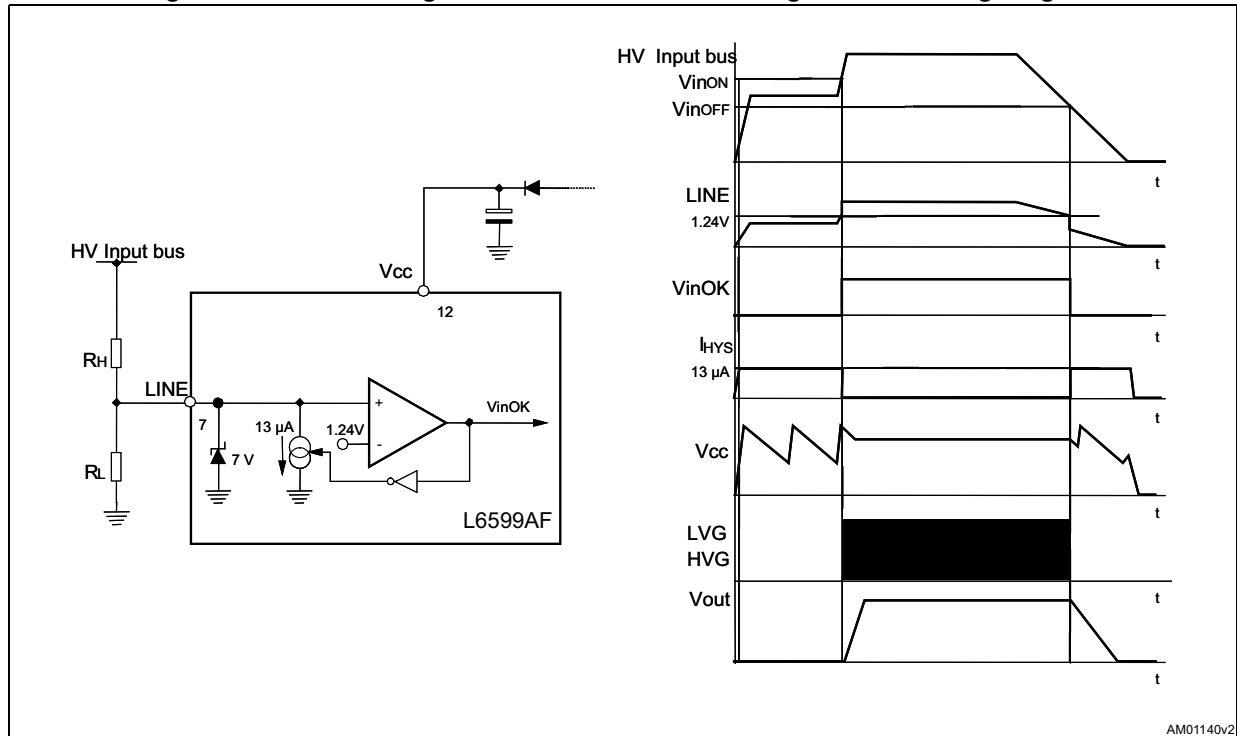 HV Input bus
Vcc
12
RH
LINE
7
RL
7 V
13 µA
1.24V
+
-
VinOK
L6599AF
HV Input bus
VinON
VinOFF
t
LINE
1.24V
t
VinOK
t
IHYS
13 µA
t
Vcc
t
LVG
HVG
t
Vout
t
AM01140v2